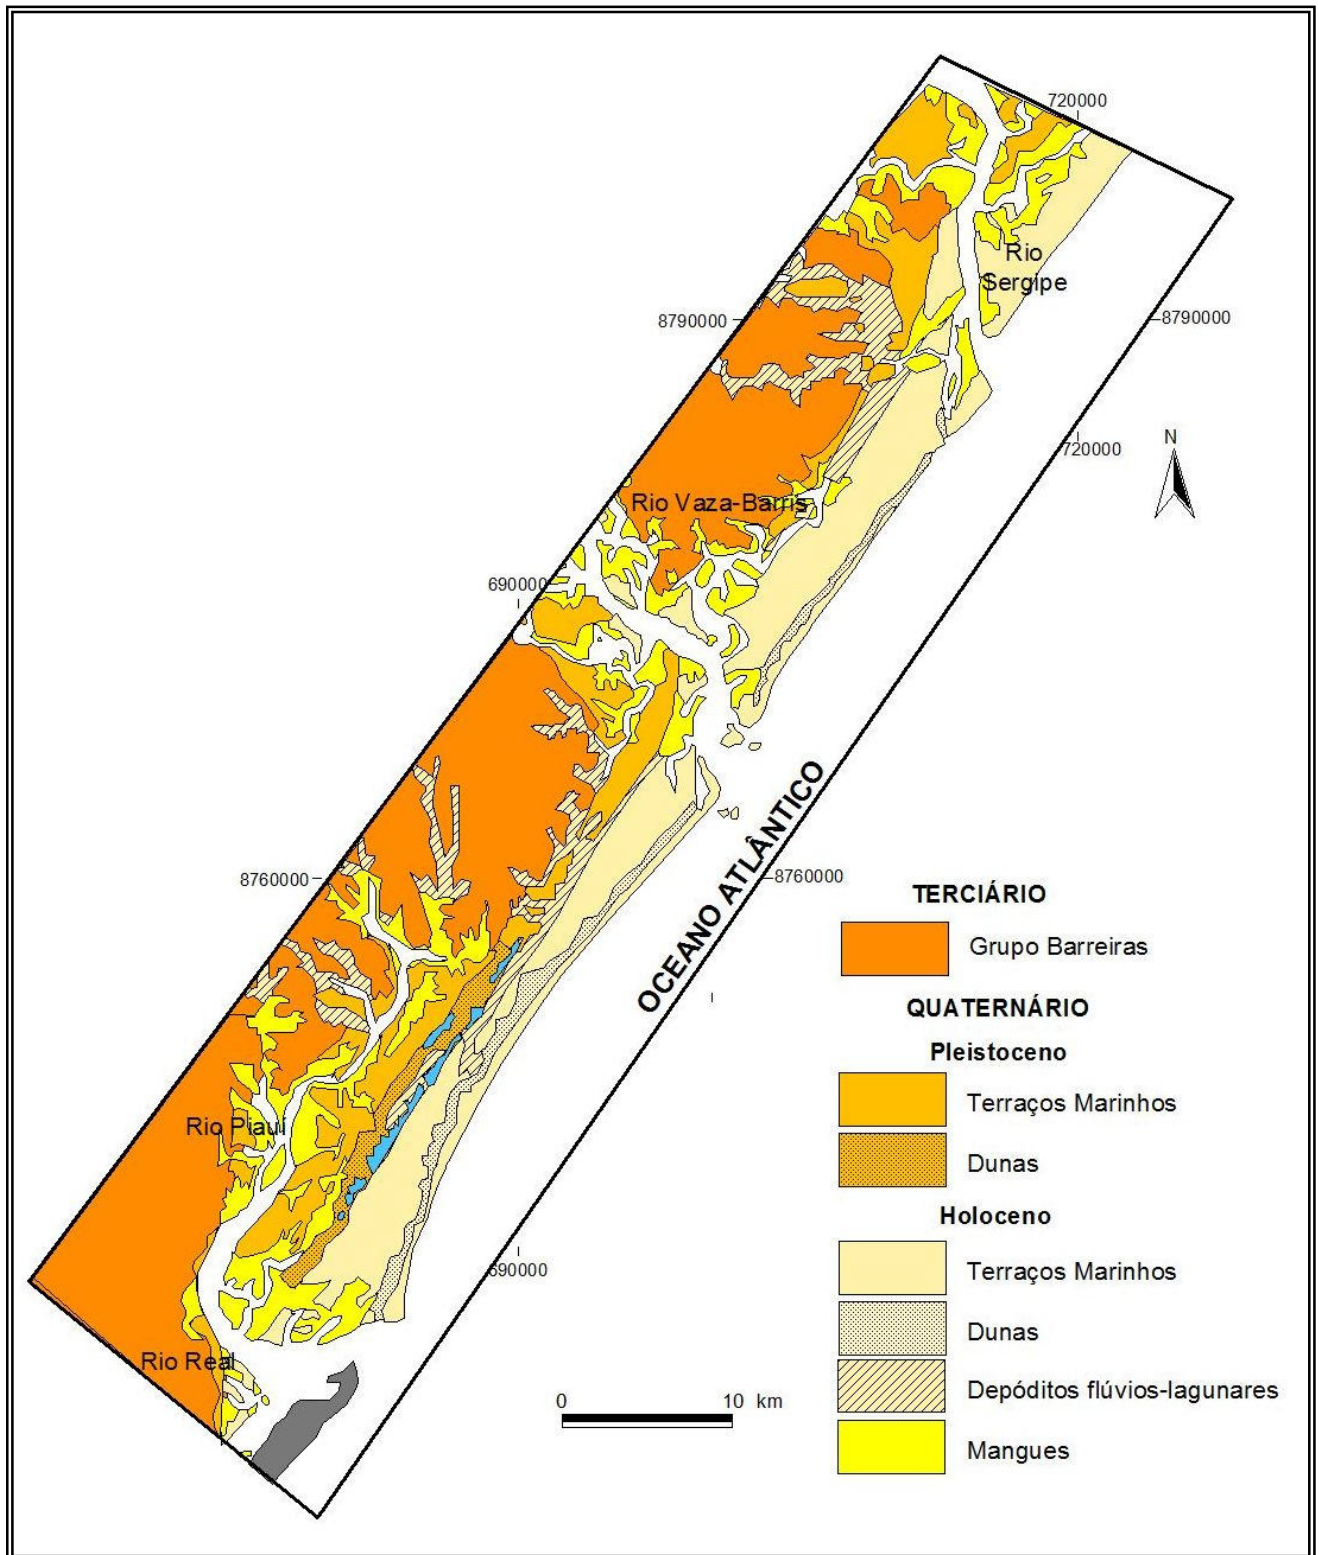 720000
Rio
Sergipe
8790000
8790000
720000
N
Rio Vaza-Barris
690000
OCEANO ATLÂNTICO
8760000
8760000
TERCIÁRIO
Grupo Barreiras
QUATERNÁRIO
Pleistoceno
Terraços Marinhos
Dunas
Holoceno
Terraços Marinhos
Dunas
Depóditos flúvios-lagunares
Mangues
Rio Piauí
690000
Rio Real
0 10 km